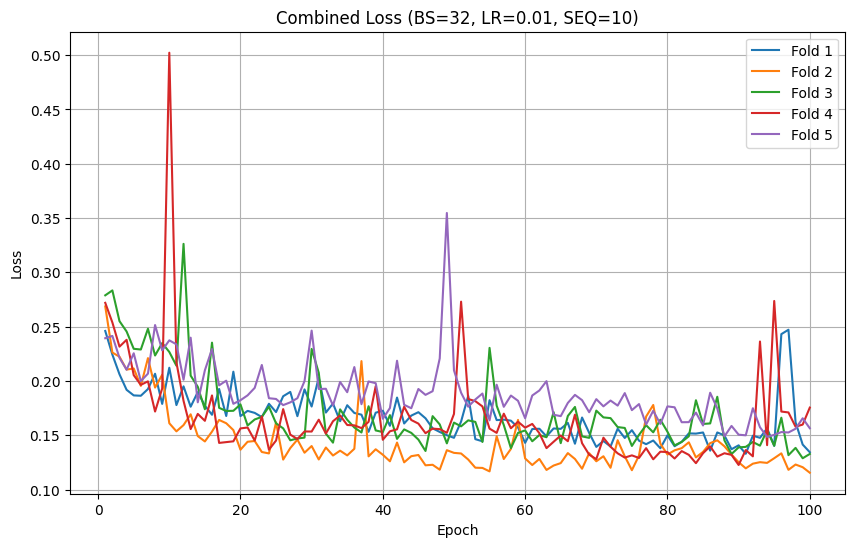 Combined Loss (BS=32, LR=0.01, SEQ=10)
Fold 1
Fold 2
Fold 3
Fold 4
Fold 5
Loss
0.50
0.45
0.40
0.35
0.30
0.25
0.20
0.15
0.10
0 20 40 60 80 100
Epoch